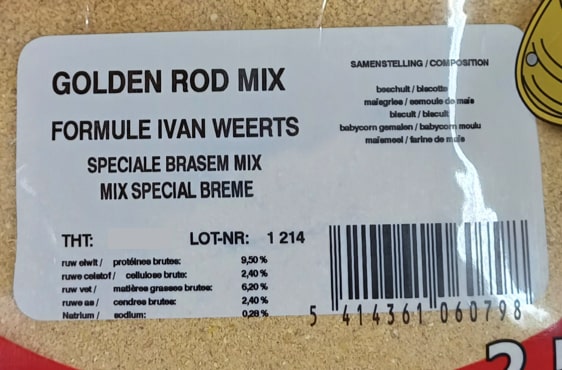 GOLDEN ROD MIX
FORMULE IVAN WEERTS
SPECIALE BRASEM MIX
MIX SPECIAL BREME
THT: LOT-NR: 1 214
ruw eiwit / protéines brutes: 9,50 %
ruwe celstof / cellulose brute: 2,40 %
ruw vet / matières grasses brutes: 6,20 %
ruwe as / cendres brutes: 2,40 %
Natrium / sodium: 0,28 %
SAMENSTELLING / COMPOSITION
beschuit / biscotte
maïsgries / semoule de maïs
biscuit / biscuit
babycorn gemalen / babycorn moulu
maïsmeel / farine de maïs
5 414361 060798